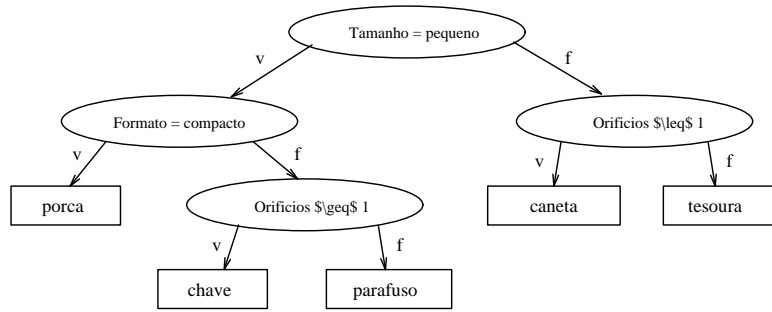 Tamanho = pequeno
v
f
Formato = compacto
Orificios $\leq$ 1
v
f
v
f
porca
Orificios $\geq$ 1
caneta
tesoura
v
f
chave
parafuso